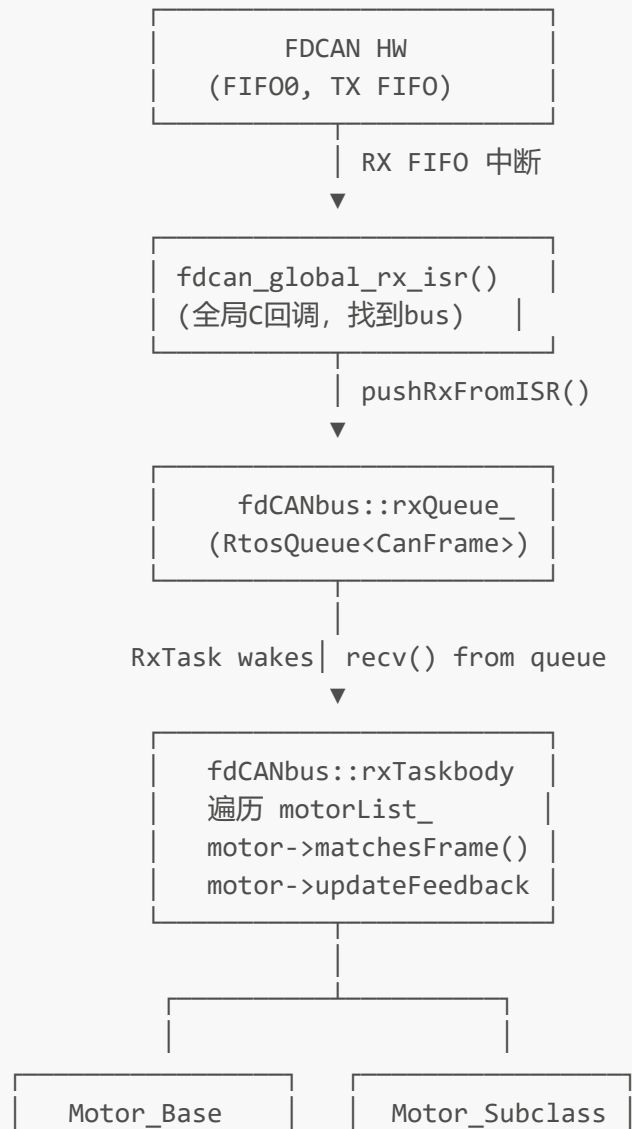 FDCAN HW
(FIFO0, TX FIFO)
RX FIFO 中断
fdcan_global_rx_isr()
(全局C回调, 找到bus)
pushRxFromISR()
fdCANbus::rxQueue_
(RtosQueue<CanFrame>)
RxTask wakes│ recv() from queue
fdCANbus::rxTaskbody
遍历 motorList_
motor->matchesFrame()
motor->updateFeedback
Motor_Base Motor_Subclass